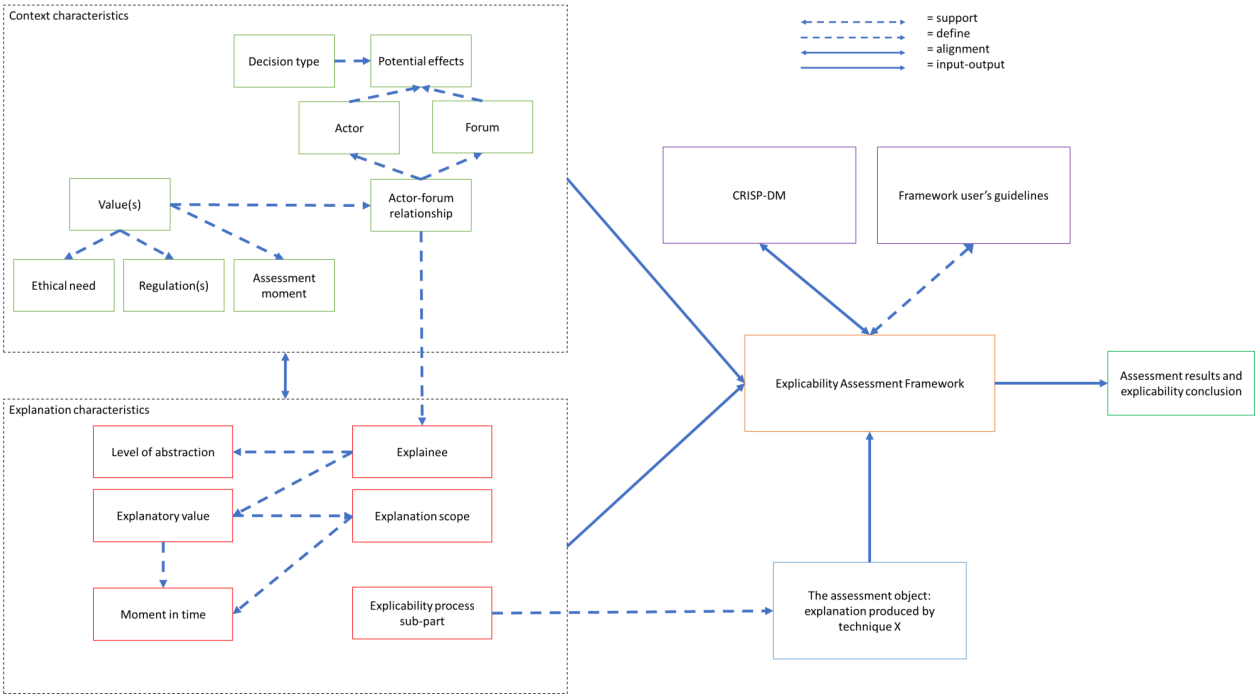 Context characteristics
= support
= define
= alignment
= input-output
Decision type
Potential effects
Actor
Forum
Value(s)
Actor-forum
relationship
Ethical need
Regulation(s)
Assessment
moment
CRISP-DM
Framework user's guidelines
Explicability Assessment Framework
Assessment results and
explicability conclusion
Explanation characteristics
Level of abstraction
Explainee
Explanatory value
Explanation scope
Moment in time
Explicability process
sub-part
The assessment object:
explanation produced by
technique X